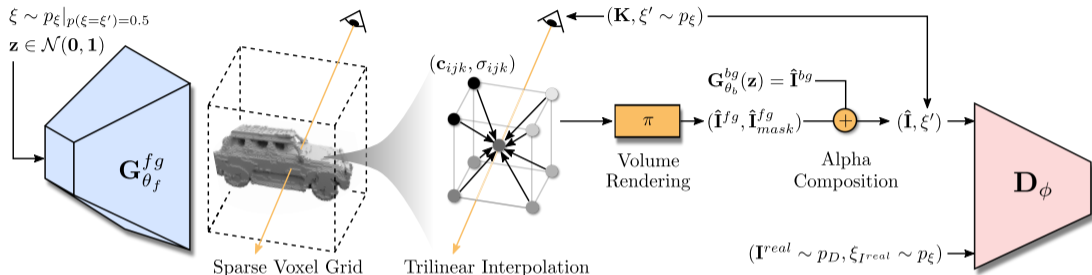 ξ ∼ p_ξ|_{p(ξ=ξ′)=0.5}
z ∈ 𝒩(0, 1)
G^{fg}_{θ_f}
Sparse Voxel Grid
(c_{ijk}, σ_{ijk})
Trilinear Interpolation
π
Volume
Rendering
(K, ξ′ ∼ p_ξ)
G^{bg}_{θ_b}(z) = Î^{bg}
(Î^{fg}, Î^{fg}_{mask})
+
Alpha
Composition
(Î, ξ′)
D_ϕ
(I^{real} ∼ p_D, ξ_{I^{real}} ∼ p_ξ)